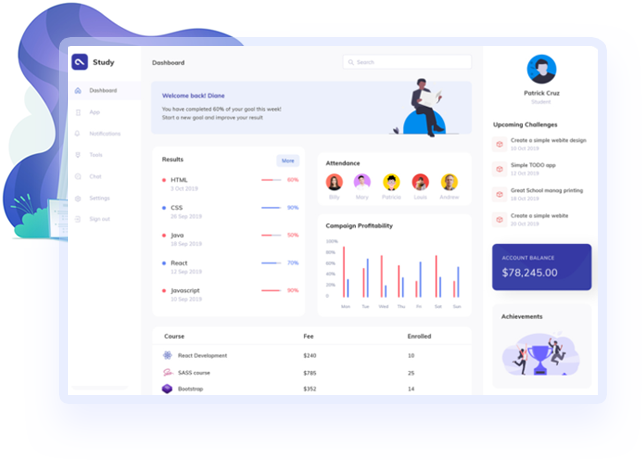 Study
Dashboard
App
Notifications
Tools
Chat
Settings
Sign out
Dashboard
Search
Welcome back! Diane
You have completed 60% of your goal this week!
Start a new goal and improve your result
Results
More
HTML
60%
3 Oct 2019
CSS
90%
26 Sep 2019
Java
50%
18 Sep 2019
React
70%
12 Sep 2019
Javascript
90%
10 Sep 2019
Attendance
Billy
Mery
Patricia
Louis
Andrew
Campaign Profitability
100%
80%
60%
40%
20%
0
Mon
Tue
Wed
Thu
Fri
Sat
Sun
Course
Fee
Enrolled
React Development
$240
10
SASS course
$785
25
Bootstrap
$352
14
Patrick Cruz
Student
Upcoming Challenges
Create a simple webite design
10 Oct 2019
Simple TODO app
12 Oct 2019
Great School manag printing
18 Oct 2019
Create a simple webite
20 Oct 2019
ACCOUNT BALANCE
$78,245.00
Achievements